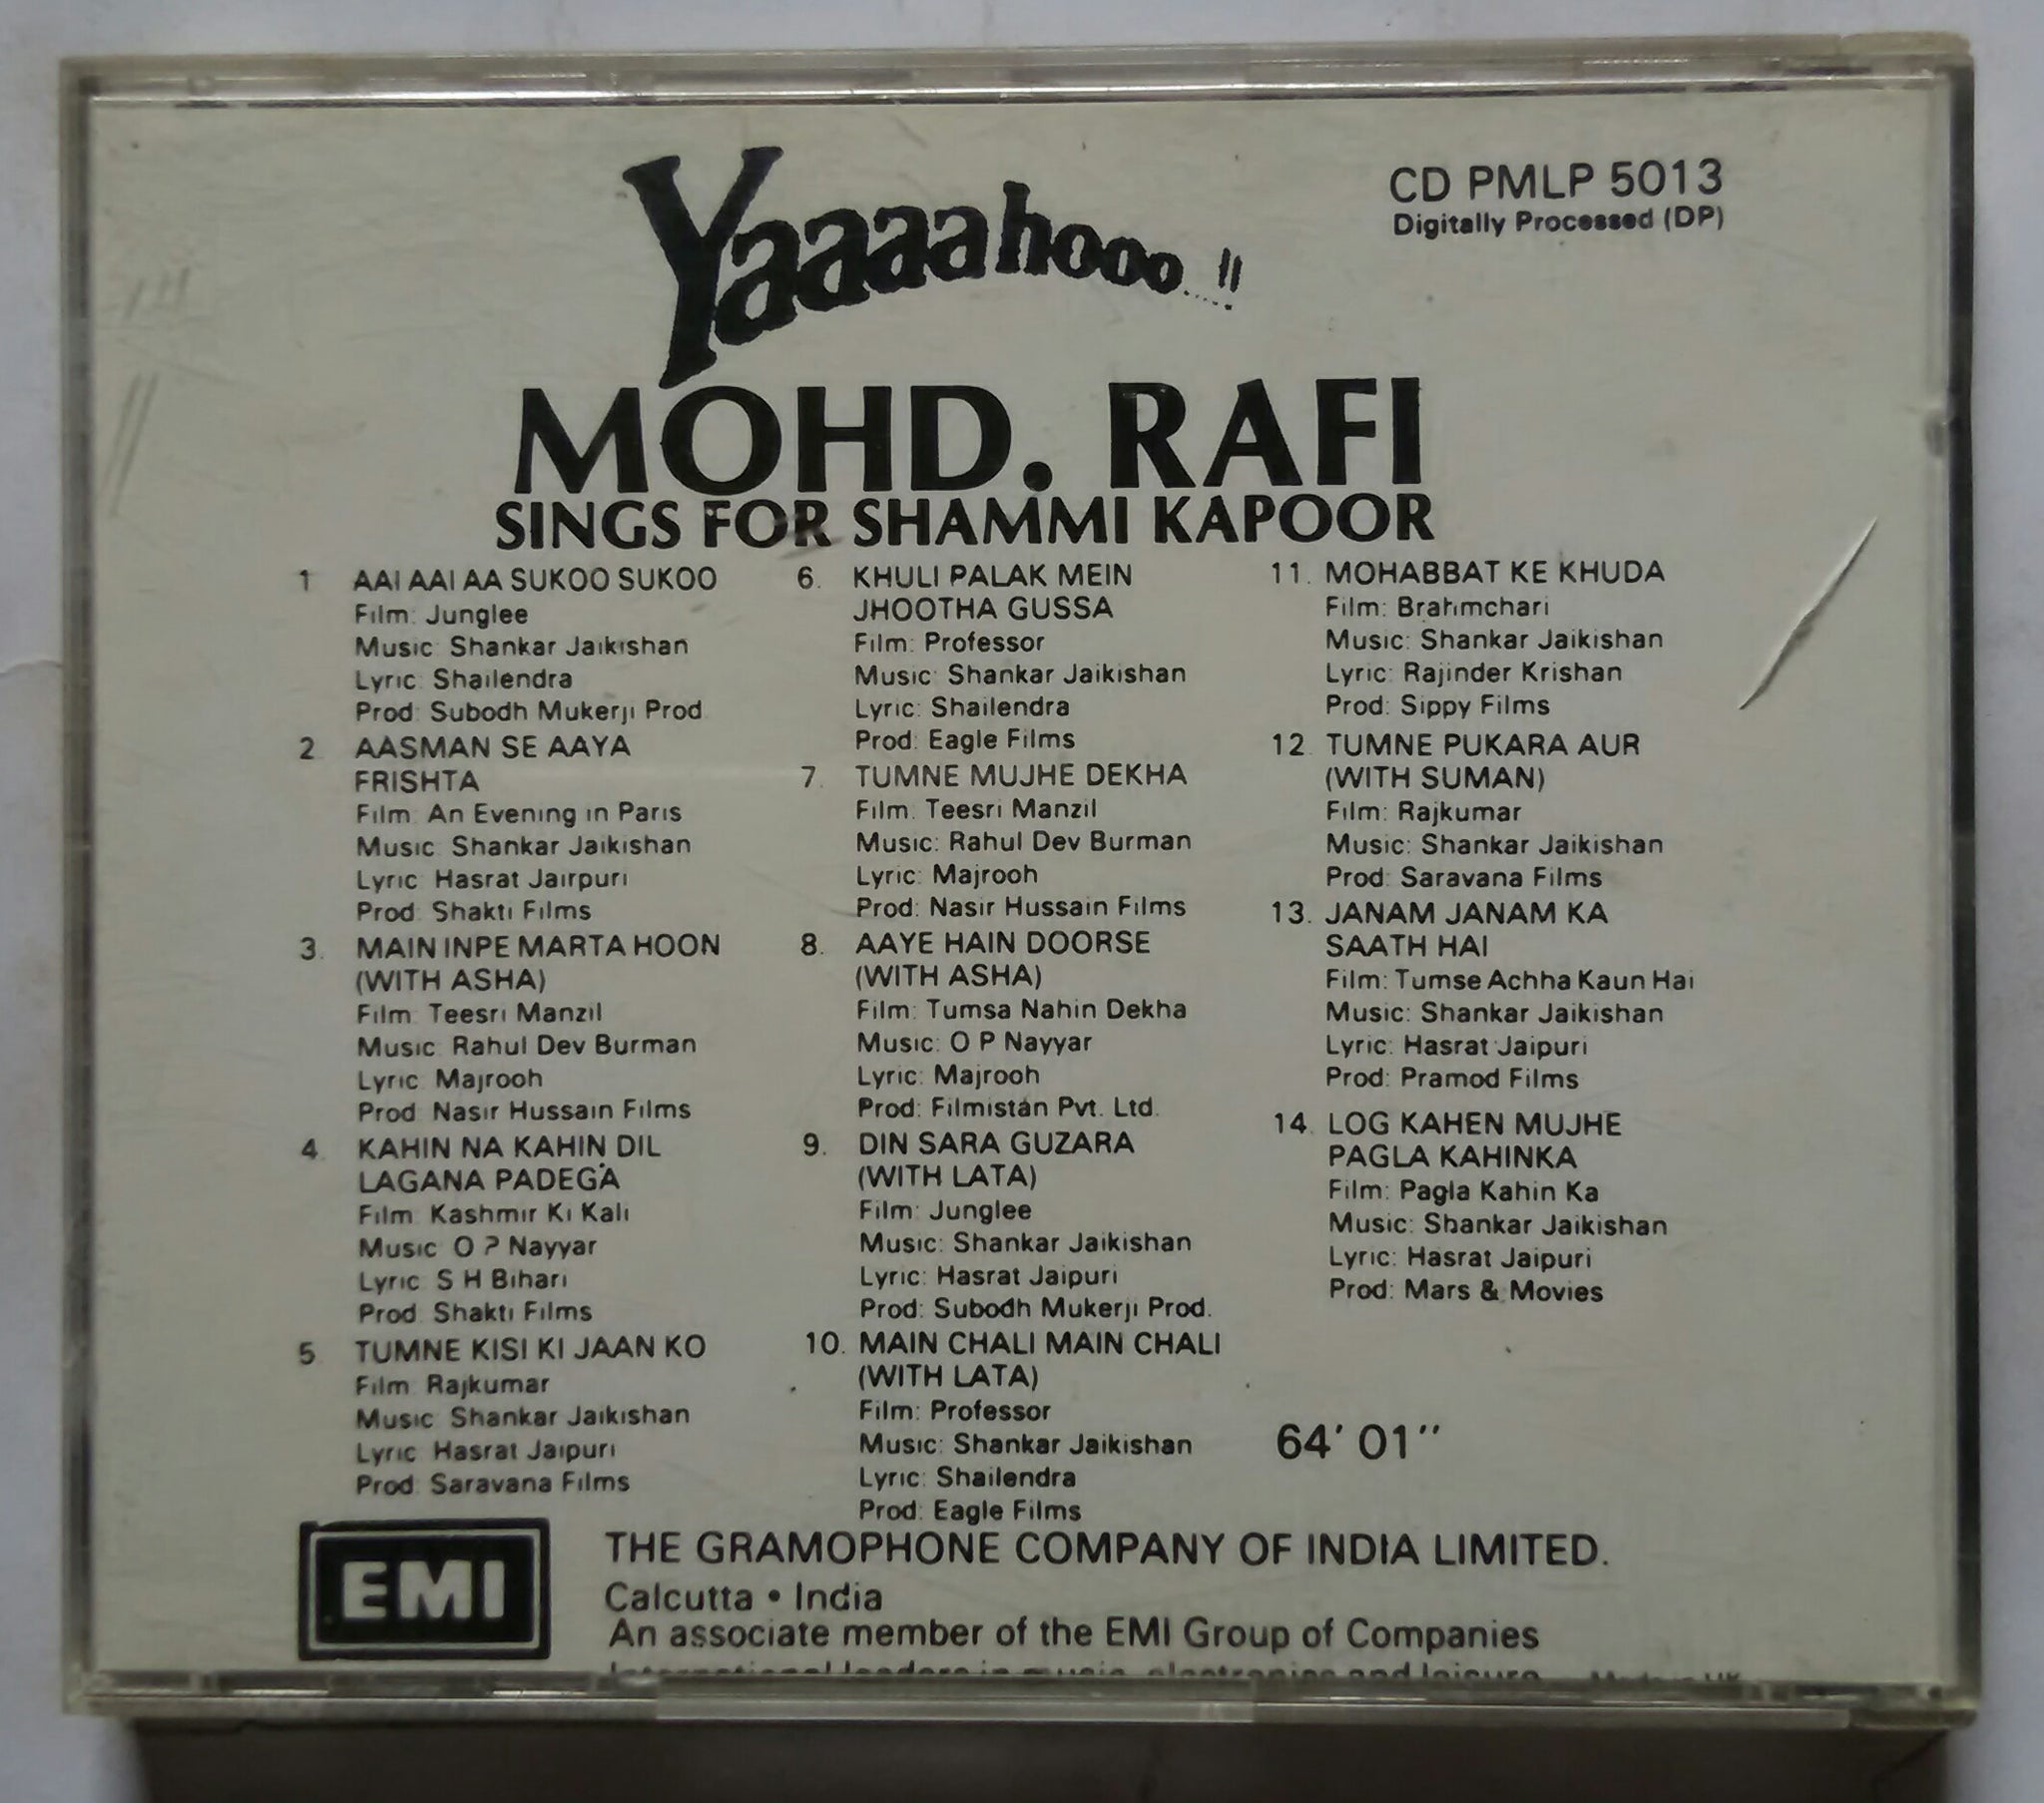 Yaaaahooo...!!
CD PMLP 5013
Digitally Processed (DP)
MOHD. RAFI
SINGS FOR SHAMMI KAPOOR
1 AAI AAI AA SUKOO SUKOO
Film: Junglee
Music: Shankar Jaikishan
Lyric: Shailendra
Prod: Subodh Mukerji Prod.
2 AASMAN SE AAYA
FRISHTA
Film: An Evening in Paris
Music: Shankar Jaikishan
Lyric: Hasrat Jairpuri
Prod: Shakti Films
3. MAIN INPE MARTA HOON
(WITH ASHA)
Film: Teesri Manzil
Music: Rahul Dev Burman
Lyric: Majrooh
Prod: Nasir Hussain Films
4 KAHIN NA KAHIN DIL
LAGANA PADEGA
Film: Kashmir Ki Kali
Music: O P Nayyar
Lyric: S H Bihari
Prod: Shakti Films
5 TUMNE KISI KI JAAN KO
Film: Rajkumar
Music: Shankar Jaikishan
Lyric: Hasrat Jaipuri
Prod: Saravana Films
6. KHULI PALAK MEIN
JHOOTHA GUSSA
Film: Professor
Music: Shankar Jaikishan
Lyric: Shailendra
Prod: Eagle Films
7. TUMNE MUJHE DEKHA
Film: Teesri Manzil
Music: Rahul Dev Burman
Lyric: Majrooh
Prod: Nasir Hussain Films
8. AAYE HAIN DOORSE
(WITH ASHA)
Film: Tumsa Nahin Dekha
Music: O P Nayyar
Lyric: Majrooh
Prod: Filmistan Pvt. Ltd.
9. DIN SARA GUZARA
(WITH LATA)
Film: Junglee
Music: Shankar Jaikishan
Lyric: Hasrat Jaipuri
Prod: Subodh Mukerji Prod.
10. MAIN CHALI MAIN CHALI
(WITH LATA)
Film: Professor
Music: Shankar Jaikishan
Lyric: Shailendra
Prod: Eagle Films
11. MOHABBAT KE KHUDA
Film: Brahmchari
Music: Shankar Jaikishan
Lyric: Rajinder Krishan
Prod: Sippy Films
12 TUMNE PUKARA AUR
(WITH SUMAN)
Film: Rajkumar
Music: Shankar Jaikishan
Prod: Saravana Films
13. JANAM JANAM KA
SAATH HAI
Film: Tumse Achha Kaun Hai
Music: Shankar Jaikishan
Lyric: Hasrat Jaipuri
Prod: Pramod Films
14. LOG KAHEN MUJHE
PAGLA KAHINKA
Film: Pagla Kahin Ka
Music: Shankar Jaikishan
Lyric: Hasrat Jaipuri
Prod: Mars & Movies
64' 01"
EMI
THE GRAMOPHONE COMPANY OF INDIA LIMITED.
Calcutta • India
An associate member of the EMI Group of Companies
International leaders in music, electronics and leisure